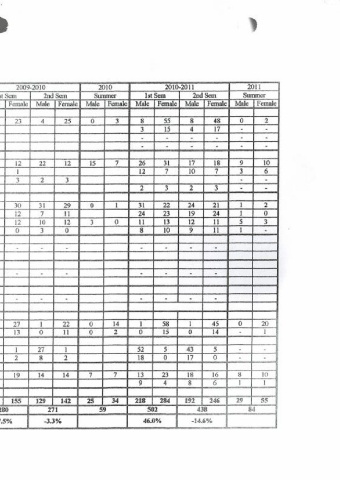 2009-2010 2010 2010-2011 2011
1st Sem 2nd Sem Summer 1st Sem 2nd Sem Summer
Female Male Female Male Female Male Female Male Female Male Female
23 4 25 0 3 8 55 8 48 0 2
3 15 4 17 - -
- - - - - -
- - - - - -
12 22 12 15 7 26 31 17 18 9 10
1 12 7 10 7 3 6
3 2 3 - -
2 3 2 3 - -
30 31 29 0 1 31 22 24 21 1 2
12 7 11 24 23 19 24 1 0
12 10 12 3 0 11 13 12 11 5 3
0 3 0 8 10 9 11 1 -
- - - - - - -
- - - - - - -
- - - - - - -
27 1 22 0 14 1 58 1 45 0 20
13 0 11 0 2 0 15 0 14 - 1
1 27 1 52 5 43 5 - -
2 8 2 18 0 17 0 - -
19 14 14 7 7 13 23 18 16 8 10
9 4 8 6 1 1
155 129 142 25 34 218 284 192 246 29 55
280 271 59 502 438 84
.5% -3.3% 46.0% -14.6%